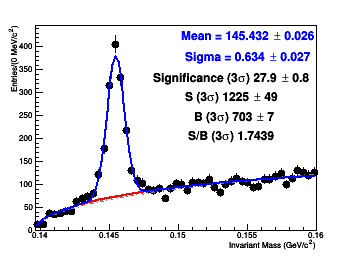 Mean = 145.432 ± 0.026
Sigma = 0.634 ± 0.027
Significance (3σ) 27.9 ± 0.8
S (3σ) 1225 ± 49
B (3σ) 703 ± 7
S/B (3σ) 1.7439
Entries/(0 MeV/c²)
400
350
300
250
200
150
100
50
0
0.14 0.145 0.15 0.155 0.16
Invariant Mass (GeV/c²)